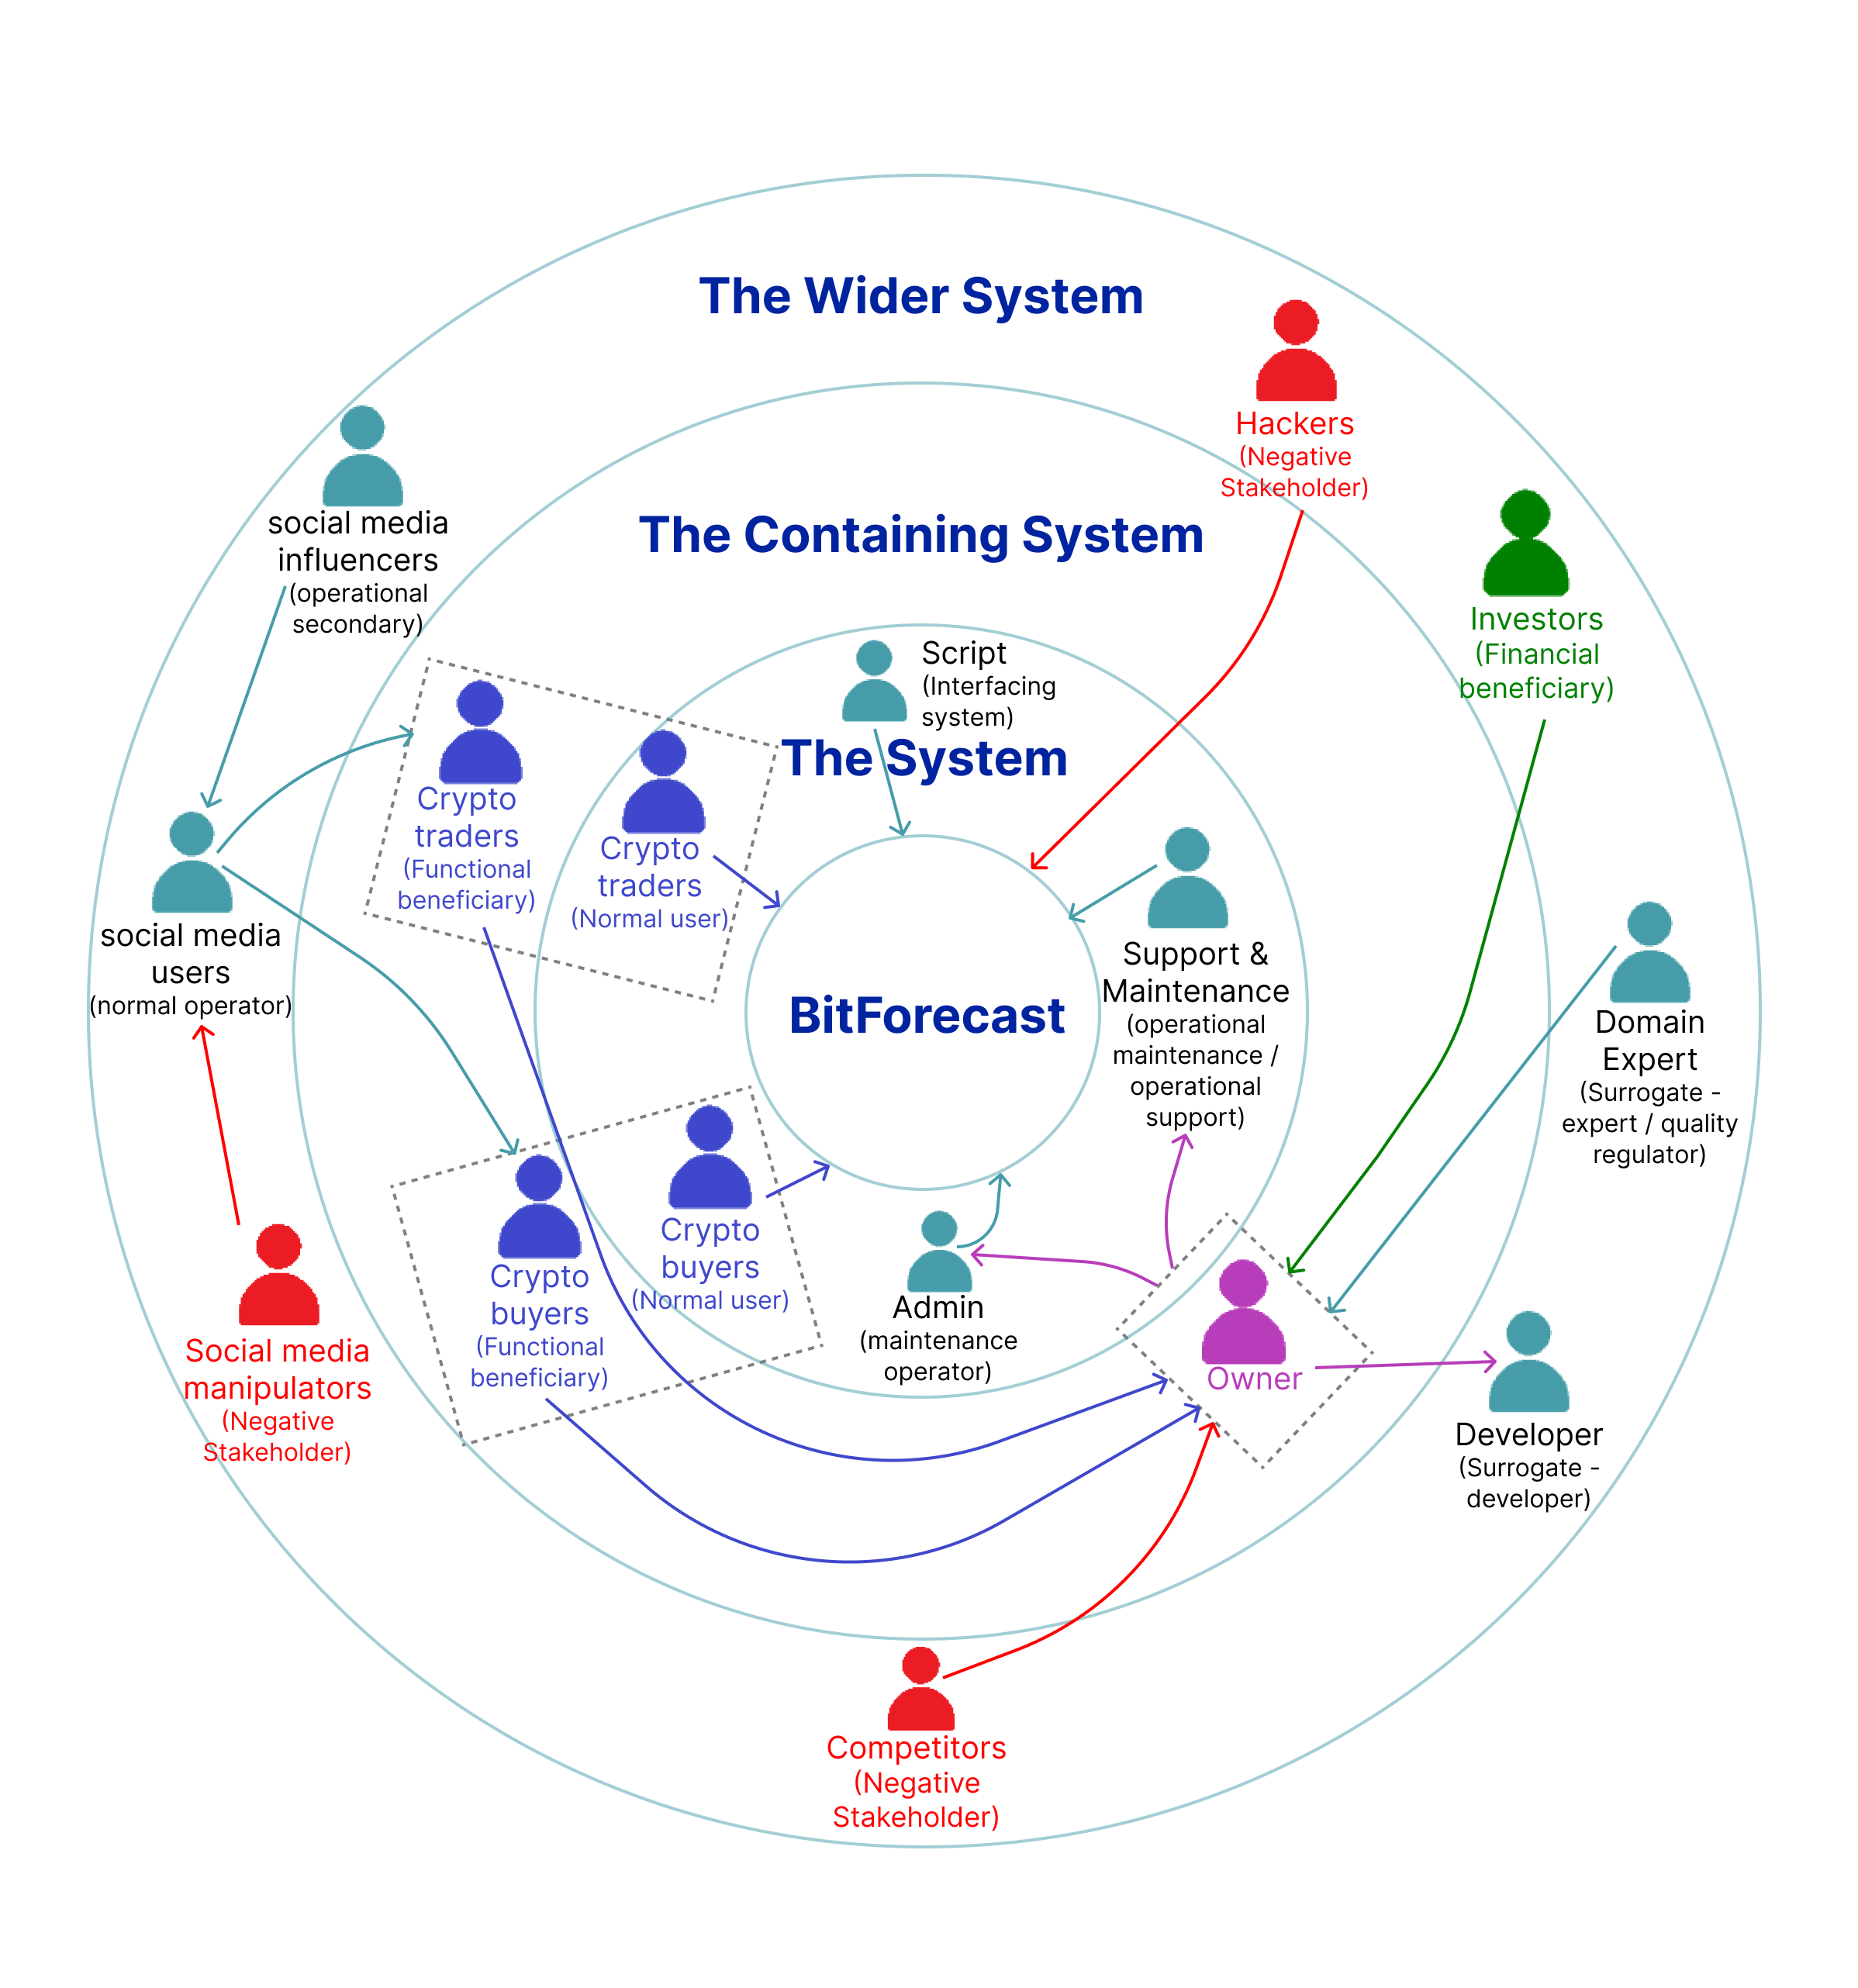 The Wider System
Hackers
(Negative
Stakeholder)
social media
influencers
(operational
secondary)
The Containing System
Investors
(Financial
beneficiary)
Script
(Interfacing
system)
The System
Crypto
traders
(Functional
beneficiary)
Crypto
traders
(Normal user)
social media
users
(normal operator)
Support &
Maintenance
(operational
maintenance /
operational
support)
BitForecast
Domain
Expert
(Surrogate -
expert / quality
regulator)
Crypto
buyers
(Normal user)
Crypto
buyers
(Functional
beneficiary)
Admin
(maintenance
operator)
Owner
Social media
manipulators
(Negative
Stakeholder)
Developer
(Surrogate -
developer)
Competitors
(Negative
Stakeholder)